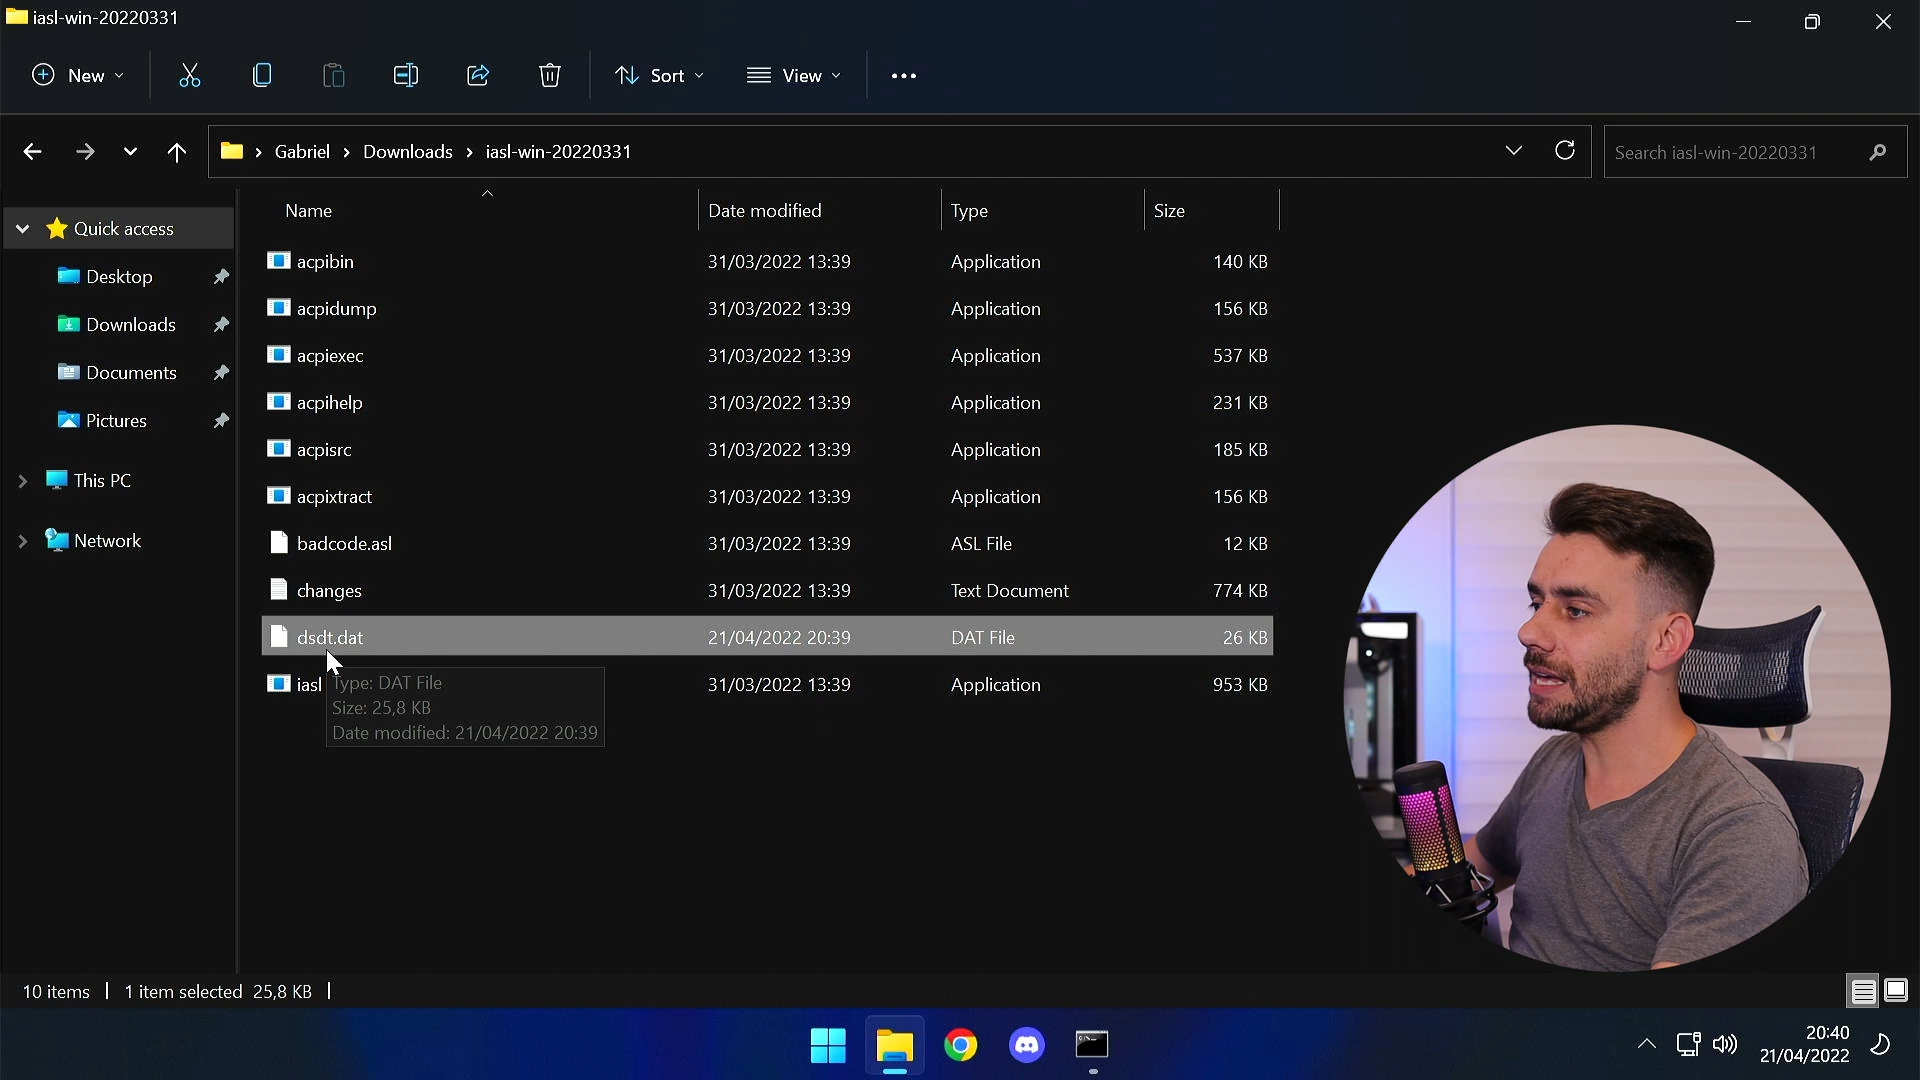 iasl-win-20220331
New
Sort
View
Gabriel
Downloads
iasl-win-20220331
Search iasl-win-20220331
Name
Date modified
Type
Size
Quick access
Desktop
Downloads
Documents
Pictures
This PC
Network
acpibin 31/03/2022 13:39 Application 140 KB
acpidump 31/03/2022 13:39 Application 156 KB
acpiexec 31/03/2022 13:39 Application 537 KB
acpihelp 31/03/2022 13:39 Application 231 KB
acpisrc 31/03/2022 13:39 Application 185 KB
acpixtract 31/03/2022 13:39 Application 156 KB
badcode.asl 31/03/2022 13:39 ASL File 12 KB
changes 31/03/2022 13:39 Text Document 774 KB
dsdt.dat 21/04/2022 20:39 DAT File 26 KB
iasl 31/03/2022 13:39 Application 953 KB
Type: DAT File
Size: 25,8 KB
Date modified: 21/04/2022 20:39
10 items
1 item selected 25,8 KB
20:40
21/04/2022